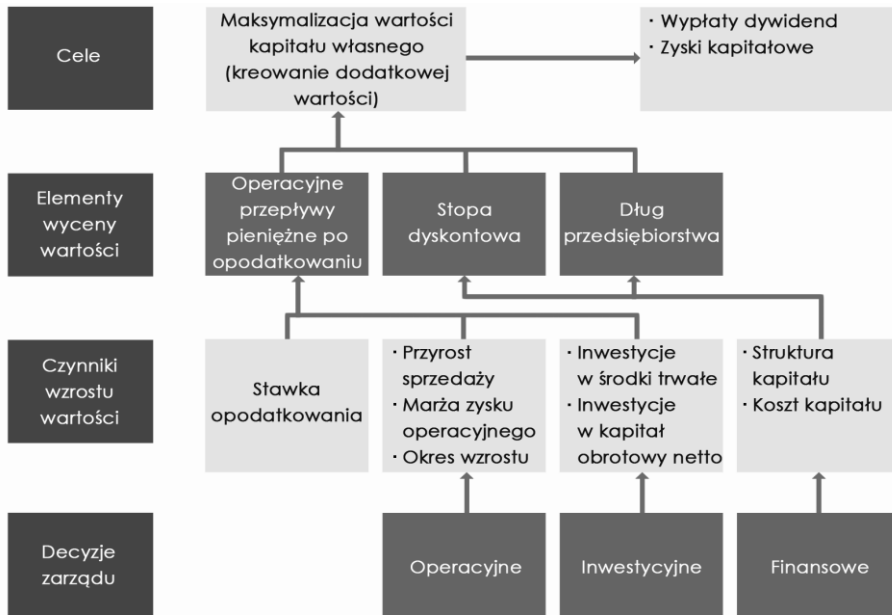 Cele
Maksymalizacja wartości
kapitału własnego
(kreowanie dodatkowej
wartości)
· Wypłaty dywidend
· Zyski kapitałowe
Elementy
wyceny
wartości
Operacyjne
przepływy
pieniężne po
opodatkowaniu
Stopa
dyskontowa
Dług
przedsiębiorstwa
Czynniki
wzrostu
wartości
Stawka
opodatkowania
· Przyrost
sprzedaży
· Marża zysku
operacyjnego
· Okres wzrostu
· Inwestycje
w środki trwałe
· Inwestycje
w kapitał
obrotowy netto
· Struktura
kapitału
· Koszt kapitału
Decyzje
zarządu
Operacyjne
Inwestycyjne
Finansowe